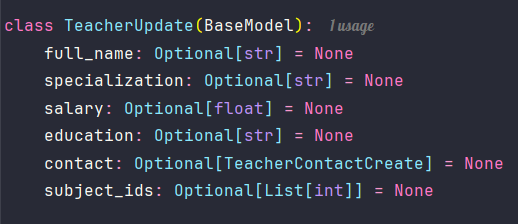 class TeacherUpdate(BaseModel): 1 usage
full_name: Optional[str] = None
specialization: Optional[str] = None
salary: Optional[float] = None
education: Optional[str] = None
contact: Optional[TeacherContactCreate] = None
subject_ids: Optional[List[int]] = None